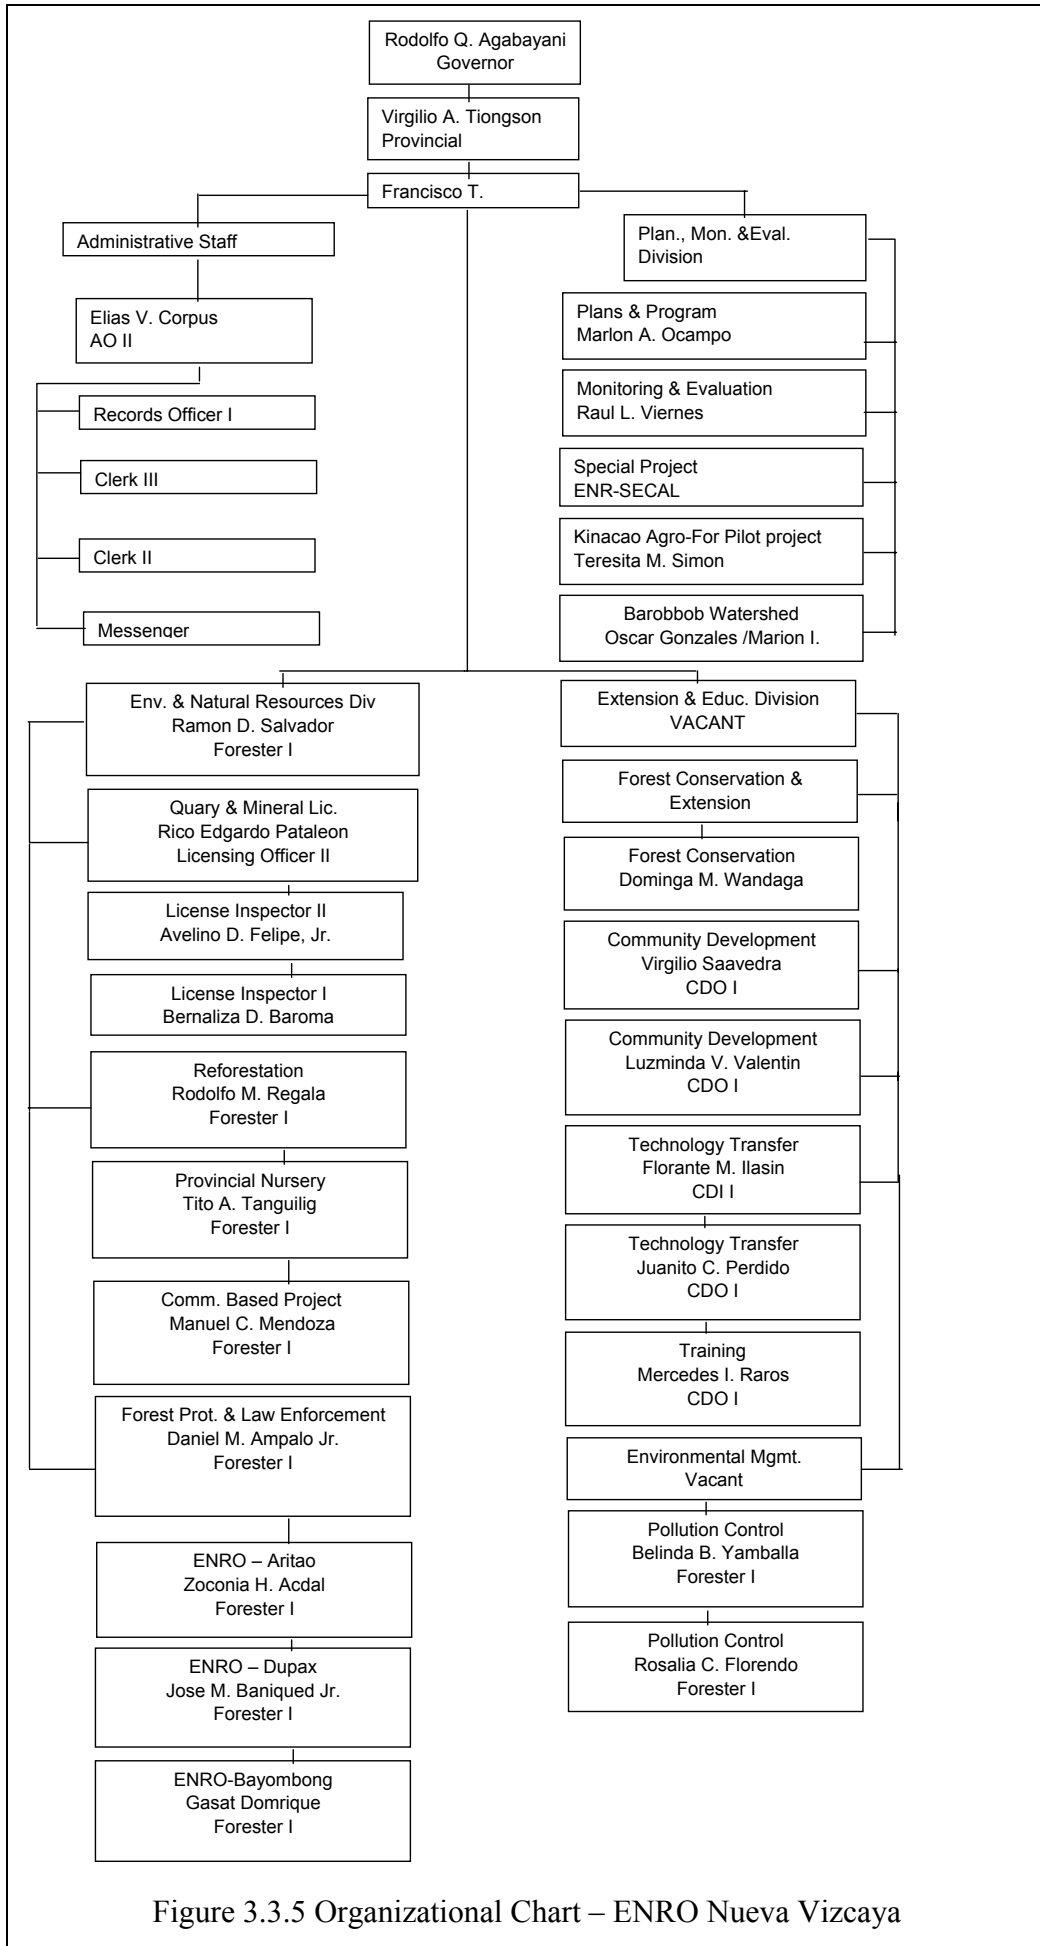 Rodolfo Q. Agabayani
Governor
Virgilio A. Tiongson
Provincial
Francisco T.
Administrative Staff
Elias V. Corpus
AO II
Records Officer I
Clerk III
Clerk II
Messenger
Plan., Mon. &Eval.
Division
Plans & Program
Marlon A. Ocampo
Monitoring & Evaluation
Raul L. Viernes
Special Project
ENR-SECAL
Kinacao Agro-For Pilot project
Teresita M. Simon
Barobbob Watershed
Oscar Gonzales /Marion I.
Env. & Natural Resources Div
Ramon D. Salvador
Forester I
Quary & Mineral Lic.
Rico Edgardo Pataleon
Licensing Officer II
License Inspector II
Avelino D. Felipe, Jr.
License Inspector I
Bernaliza D. Baroma
Reforestation
Rodolfo M. Regala
Forester I
Provincial Nursery
Tito A. Tanguilig
Forester I
Comm. Based Project
Manuel C. Mendoza
Forester I
Forest Prot. & Law Enforcement
Daniel M. Ampalo Jr.
Forester I
ENRO – Aritao
Zoconia H. Acdal
Forester I
ENRO – Dupax
Jose M. Baniqued Jr.
Forester I
ENRO-Bayombong
Gasat Domrique
Forester I
Extension & Educ. Division
VACANT
Forest Conservation &
Extension
Forest Conservation
Dominga M. Wandaga
Community Development
Virgilio Saavedra
CDO I
Community Development
Luzminda V. Valentin
CDO I
Technology Transfer
Florante M. Ilasin
CDI I
Technology Transfer
Juanito C. Perdido
CDO I
Training
Mercedes I. Raros
CDO I
Environmental Mgmt.
Vacant
Pollution Control
Belinda B. Yamballa
Forester I
Pollution Control
Rosalia C. Florendo
Forester I
Figure 3.3.5 Organizational Chart – ENRO Nueva Vizcaya